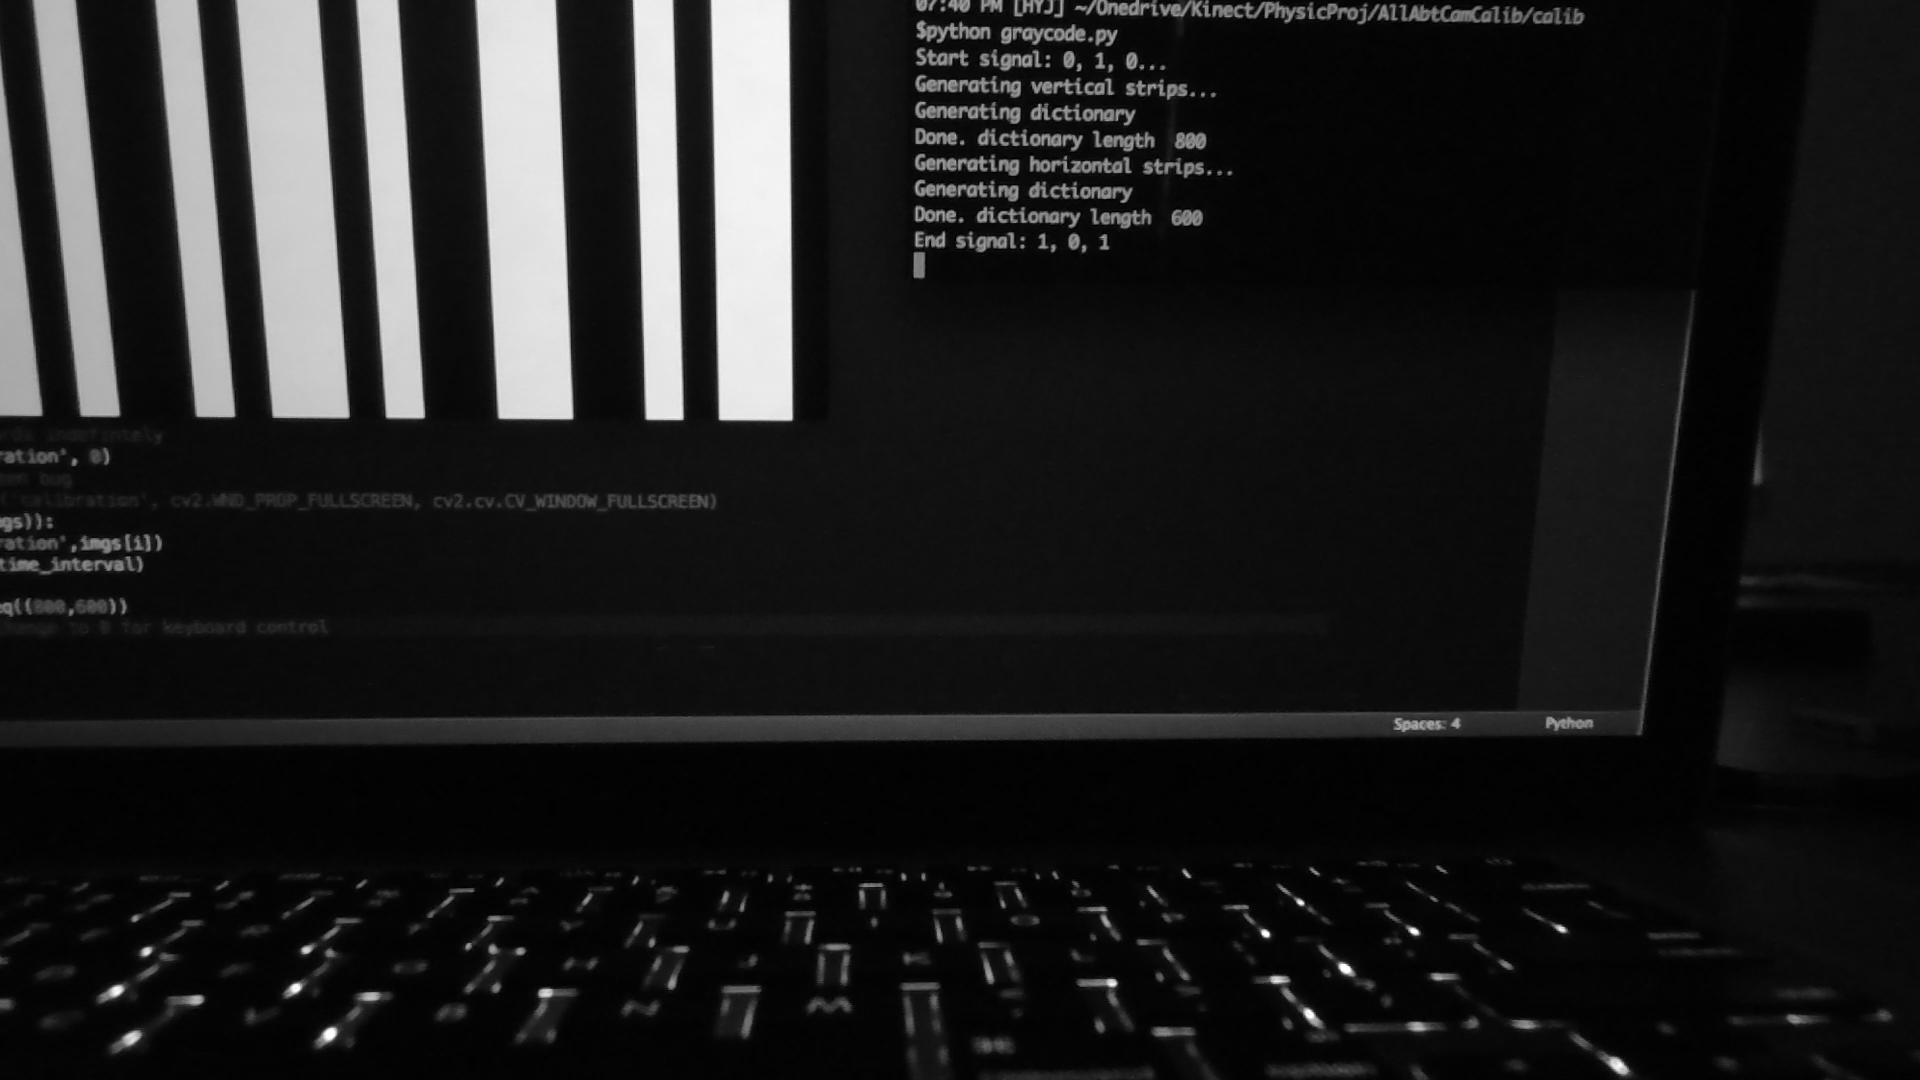 07:40 PM [HYJ] ~/Onedrive/Kinect/PhysicProj/AllAbtCamCalib/calib
$python graycode.py
Start signal: 0, 1, 0...
Generating vertical strips...
Generating dictionary
Done. dictionary length  800
Generating horizontal strips...
Generating dictionary
Done. dictionary length  600
End signal: 1, 0, 1
indefintely
ration', 0)
bug
('calibration', cv2.WND_PROP_FULLSCREEN, cv2.cv.CV_WINDOW_FULLSCREEN)
gs)):
ration',imgs[i])
time_interval)
eq((800,600))
change to 0 for keyboard control
Spaces: 4 Python
H J K L
V B N M